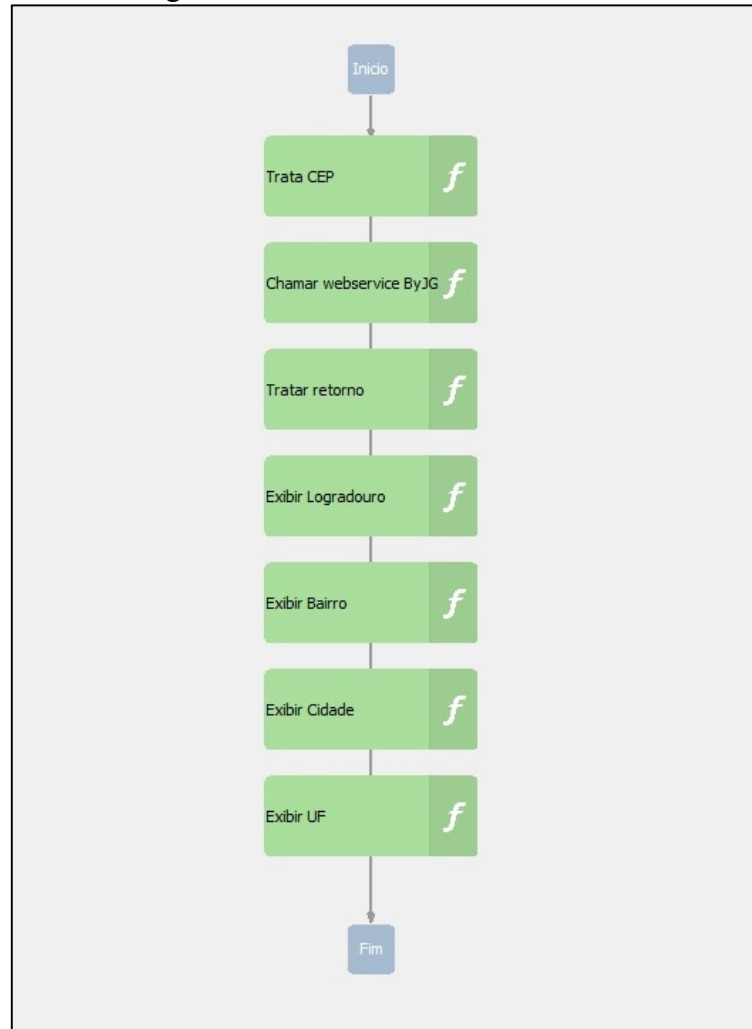 Inicio
Trata CEP
Chamar webservice ByJG
Tratar retorno
Exibir Logradouro
Exibir Bairro
Exibir Cidade
Exibir UF
Fim